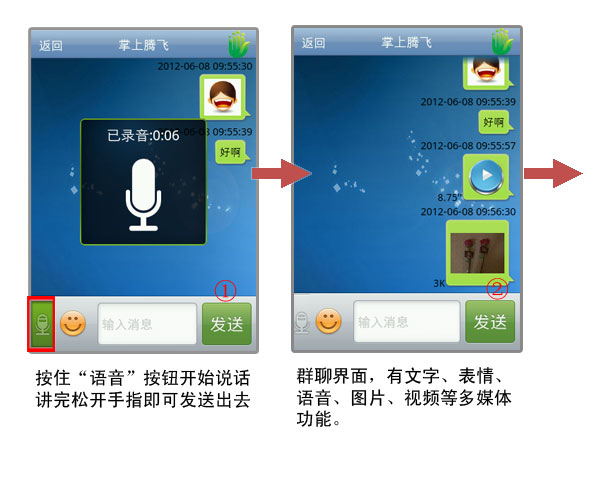 返回 掌上腾飞
2012-06-08 09:55:30
已录音:0:06
-06-08 09:55:39
好啊
①
输入消息
发送
按住“语音”按钮开始说话
讲完松开手指即可发送出去
返回 掌上腾飞
2012-06-08 09:55:39
好啊
2012-06-08 09:55:57
8.75"
2012-06-08 09:56:30
3K
②
输入消息
发送
群聊界面，有文字、表情、
语音、图片、视频等多媒体
功能。